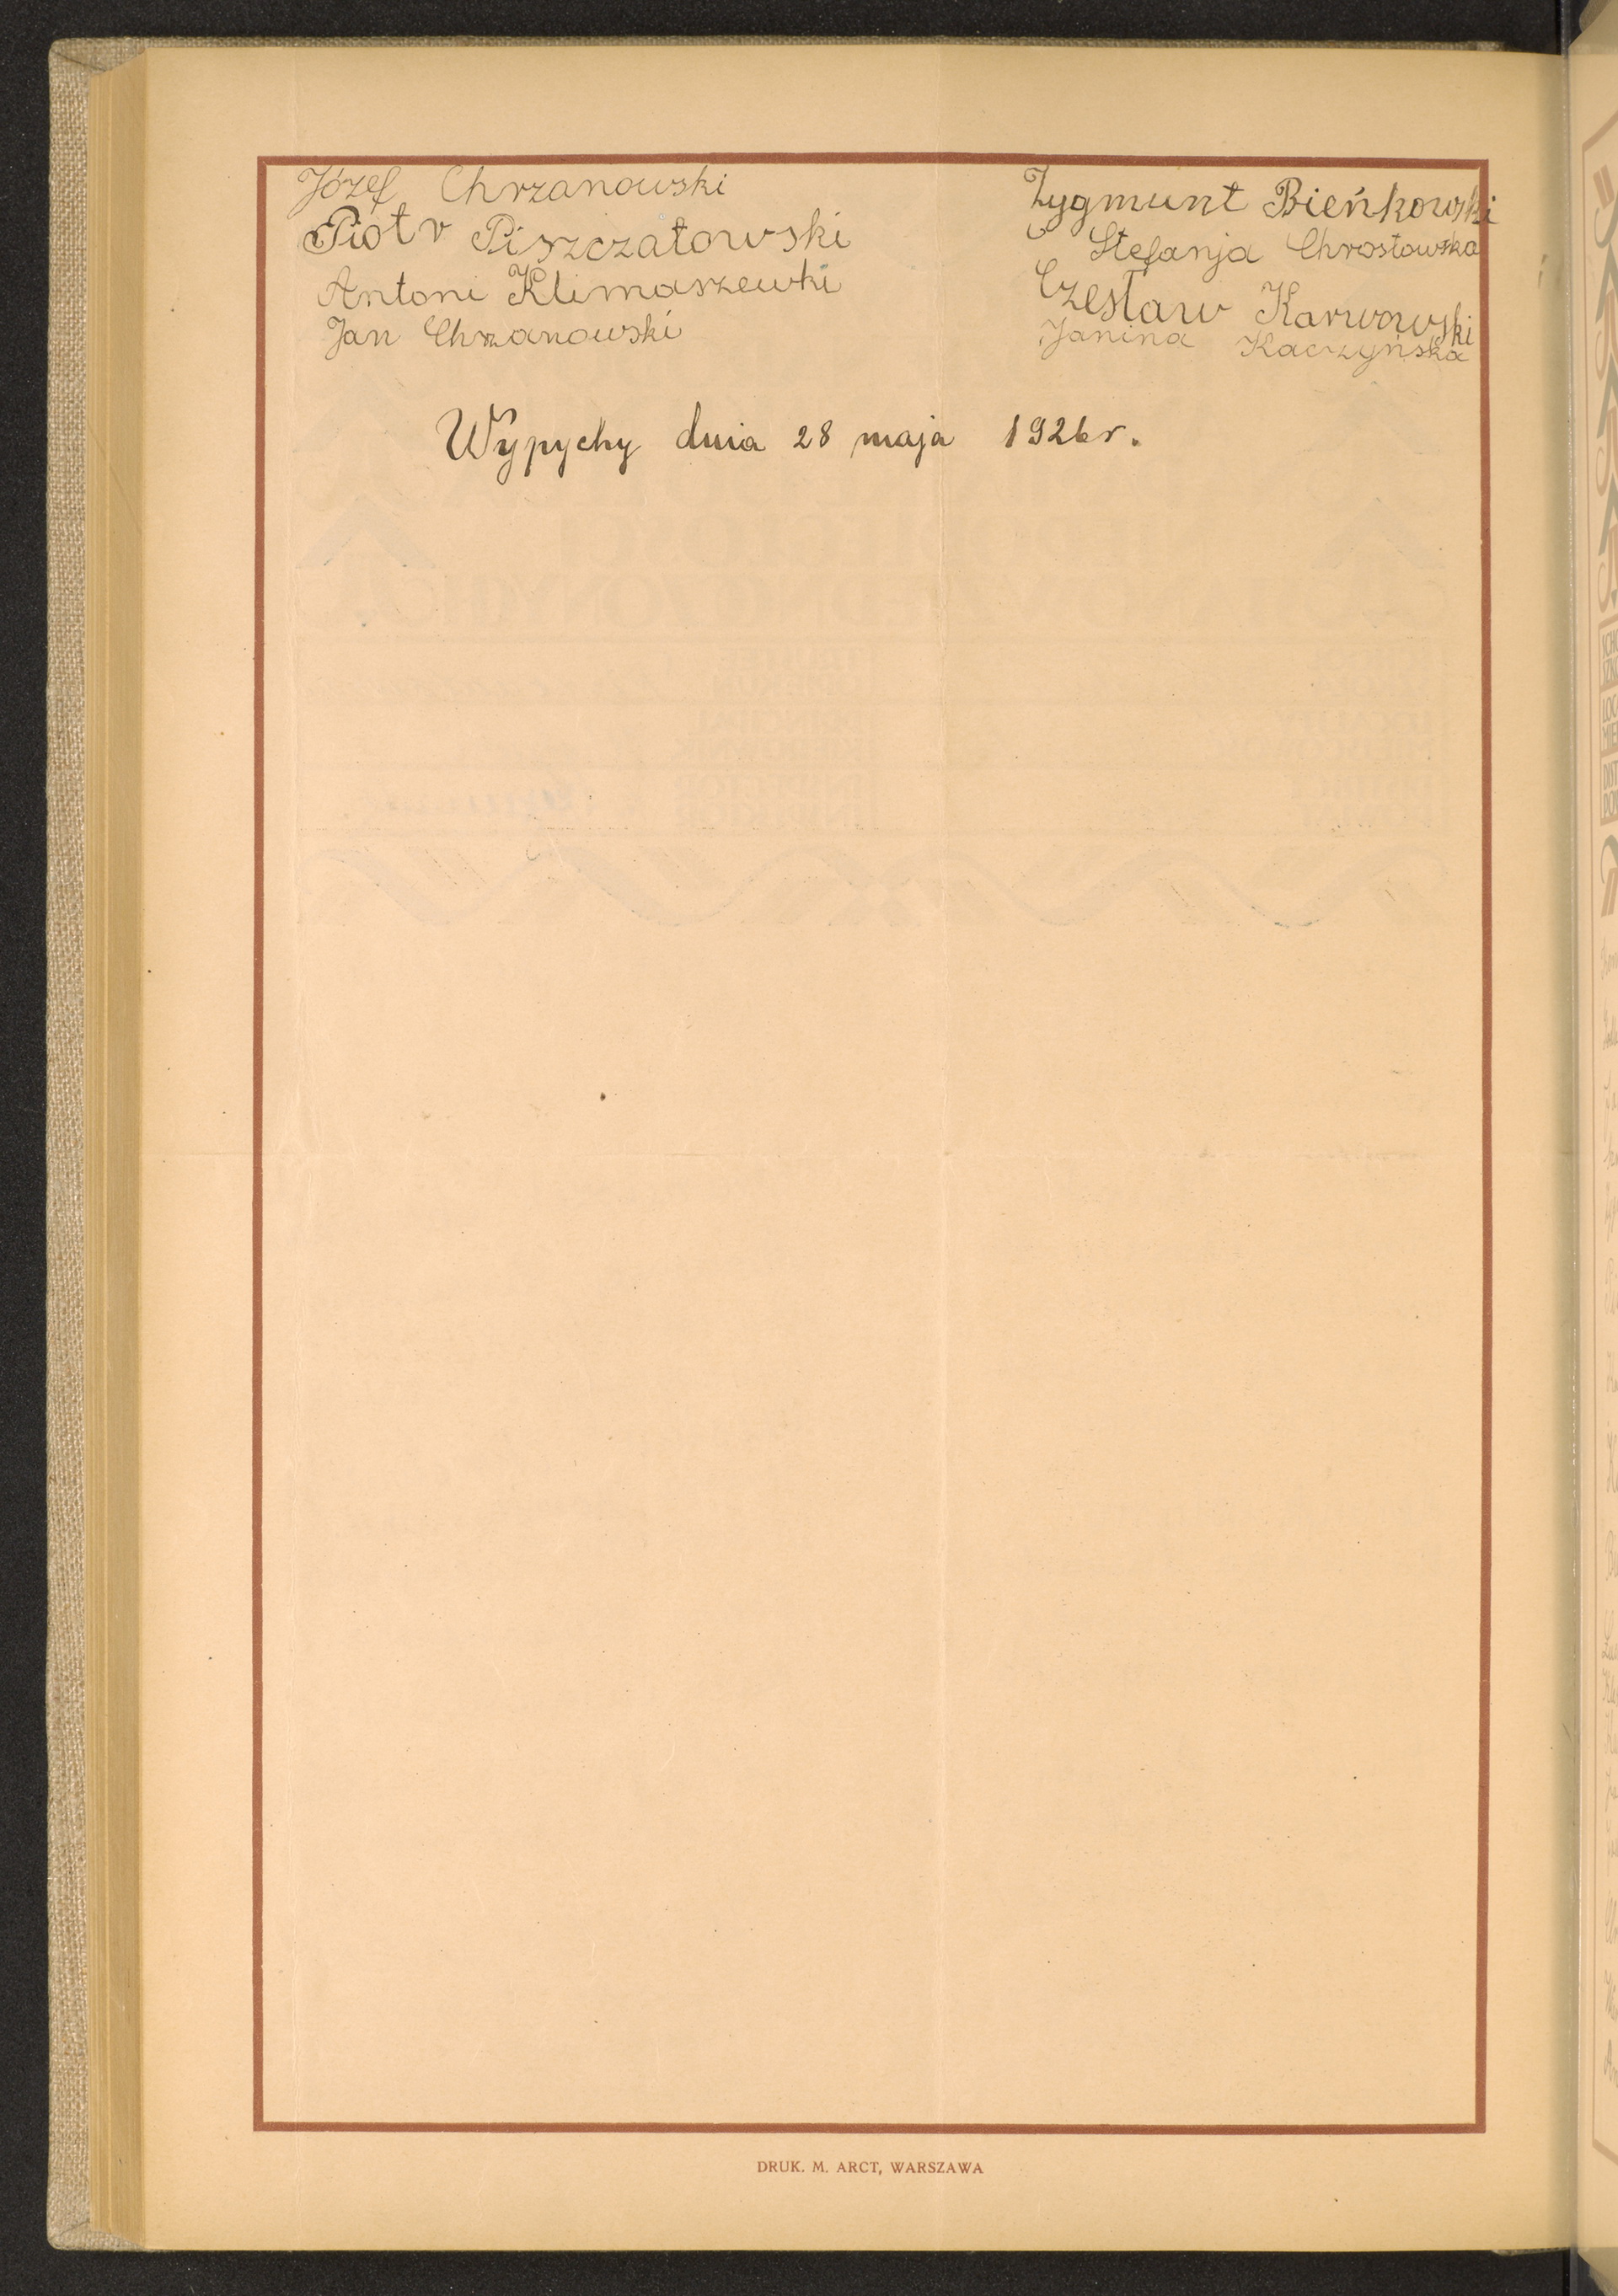 Józef Chrzanowski
Piotr Piszczatowski
Antoni Klimaszewki
Jan Chrzanowski
Zygmunt Bieńkowski
Stefanja Chrostowska
Czesław Karwowski
Janina Kaczyńska
Wypychy dnia 28 maja 1926 r.
DRUK. M. ARCT, WARSZAWA